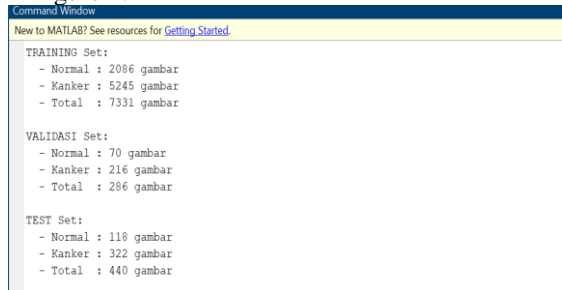 Command Window
New to MATLAB? See resources for Getting Started.
TRAINING Set:
- Normal : 2086 gambar
- Kanker : 5245 gambar
- Total : 7331 gambar
VALIDASI Set:
- Normal : 70 gambar
- Kanker : 216 gambar
- Total : 286 gambar
TEST Set:
- Normal : 118 gambar
- Kanker : 322 gambar
- Total : 440 gambar